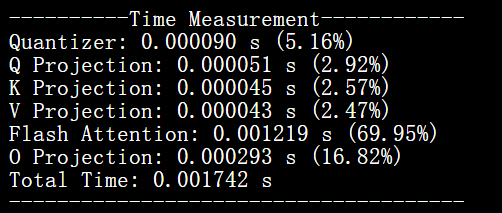 ----------Time Measurement------------
Quantizer: 0.000090 s (5.16%)
Q Projection: 0.000051 s (2.92%)
K Projection: 0.000045 s (2.57%)
V Projection: 0.000043 s (2.47%)
Flash Attention: 0.001219 s (69.95%)
O Projection: 0.000293 s (16.82%)
Total Time: 0.001742 s
--------------------------------------